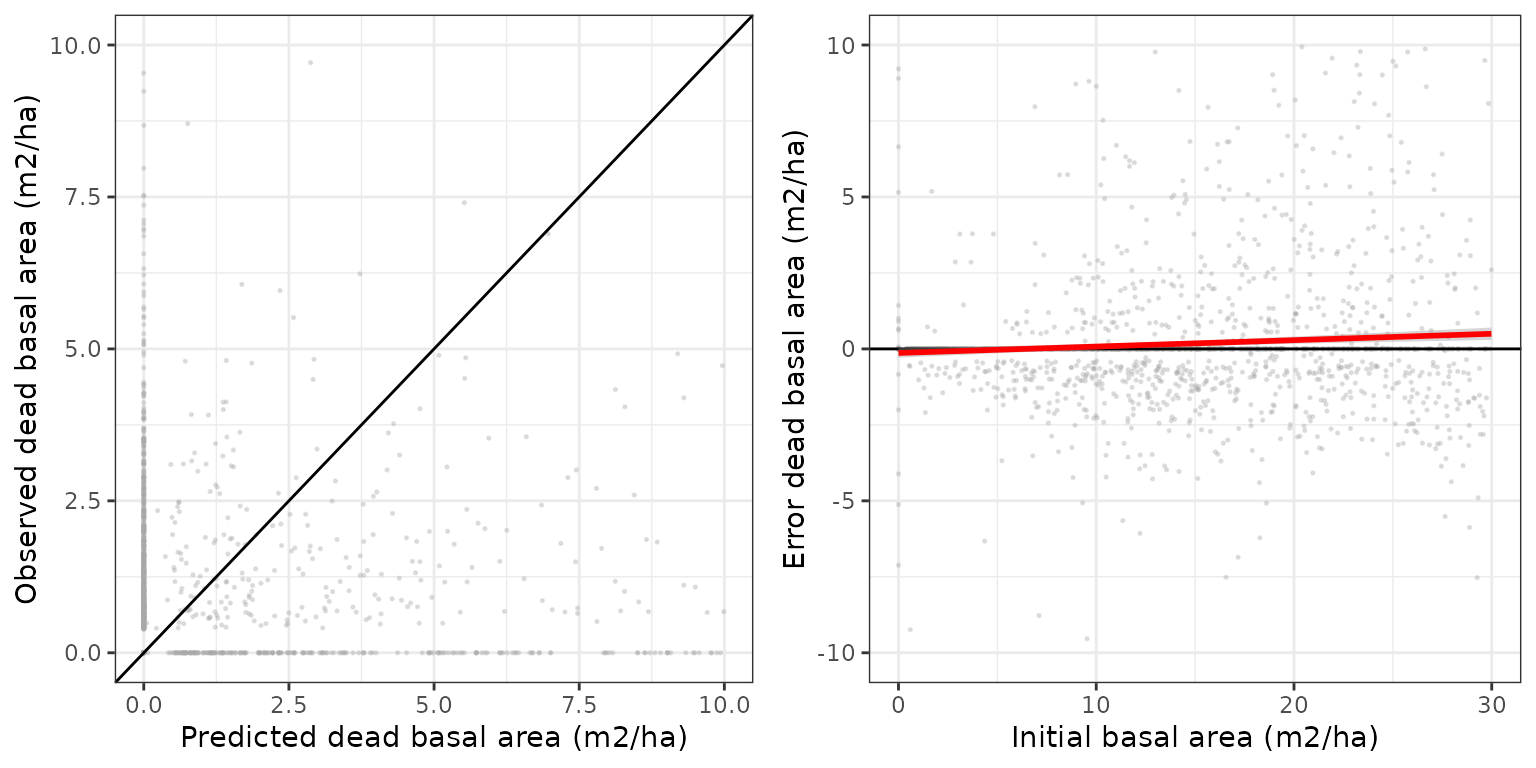 Observed dead basal area (m2/ha)
10.0
7.5
5.0
2.5
0.0
0.0 2.5 5.0 7.5 10.0
Predicted dead basal area (m2/ha)
Error dead basal area (m2/ha)
10
5
0
-5
-10
0 10 20 30
Initial basal area (m2/ha)